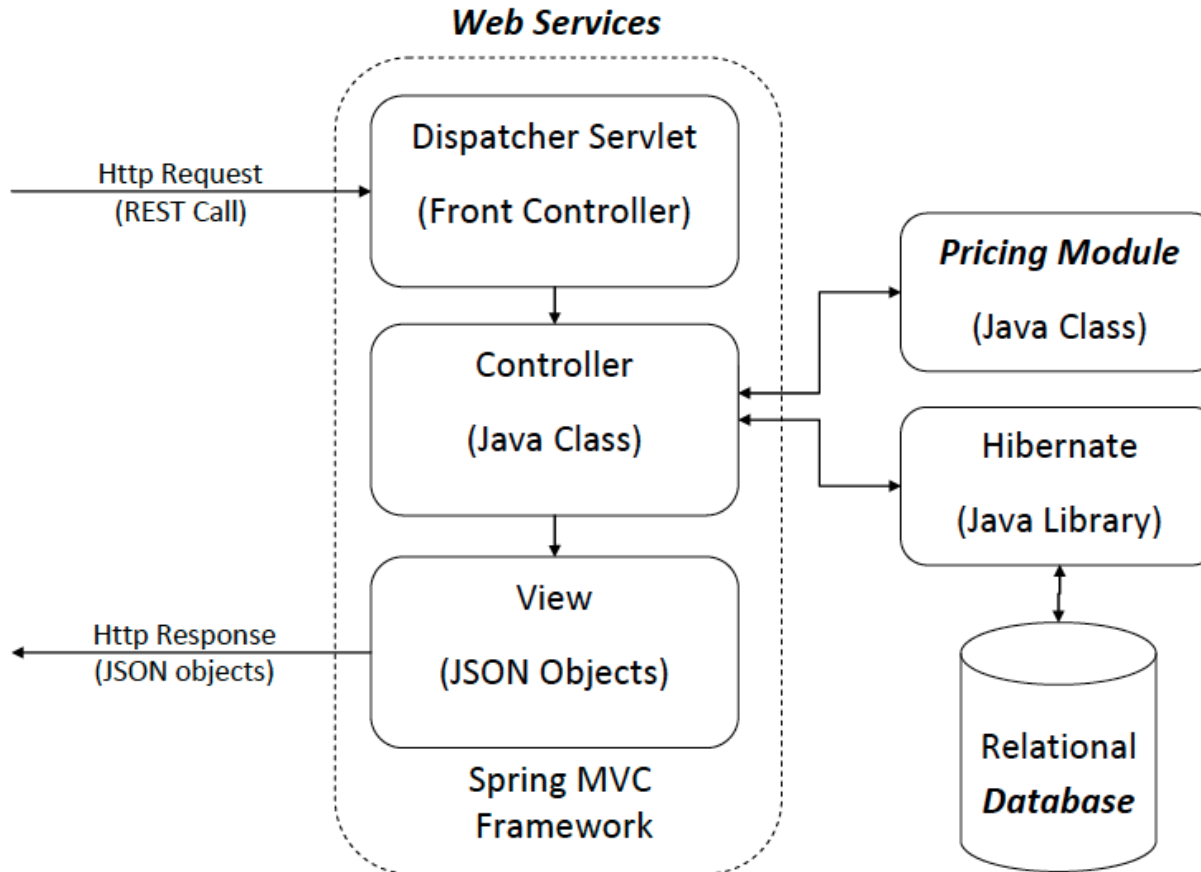 Web Services
Dispatcher Servlet
(Front Controller)
Http Request
(REST Call)
Controller
(Java Class)
Pricing Module
(Java Class)
Hibernate
(Java Library)
View
(JSON Objects)
Http Response
(JSON objects)
Spring MVC
Framework
Relational
Database